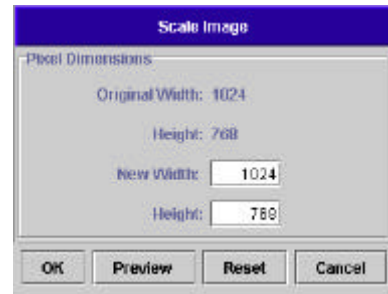 Scale Image
Pixel Dimensions
Original Width: 1024
Height: 768
New Width: 1024
Height: 768
OK Preview Reset Cancel